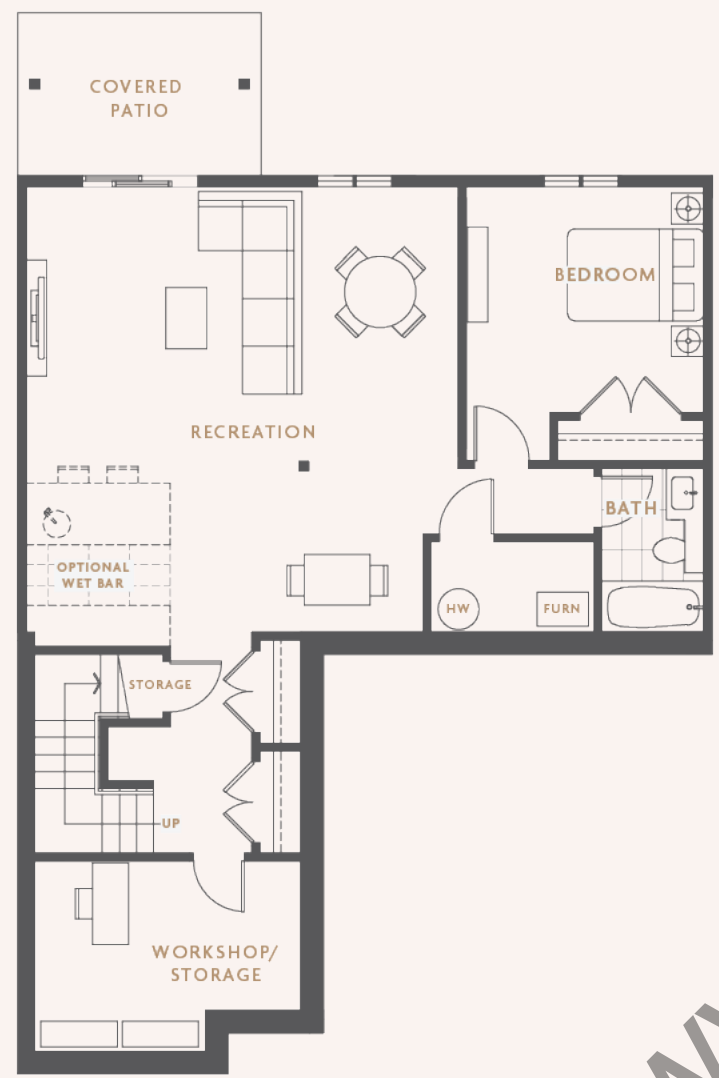 COVERED
PATIO
BEDROOM
RECREATION
BATH
OPTIONAL
WET BAR
HW
FURN
STORAGE
UP
WORKSHOP/
STORAGE